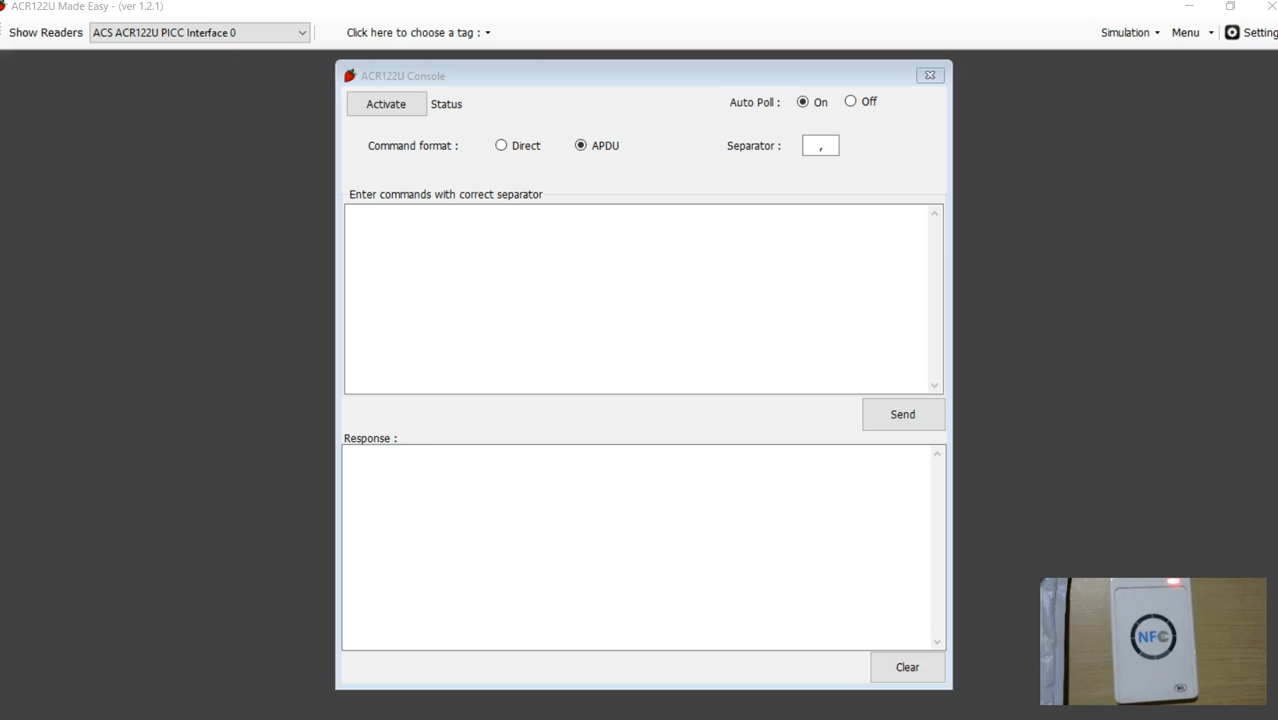 ACR122U Made Easy - (ver 1.2.1)
Show Readers ACS ACR122U PICC Interface 0 Click here to choose a tag : Simulation Menu Setting
ACR122U Console
Activate Status Auto Poll : On Off
Command format : Direct APDU Separator : ,
Enter commands with correct separator
Send
Response :
Clear
NFC